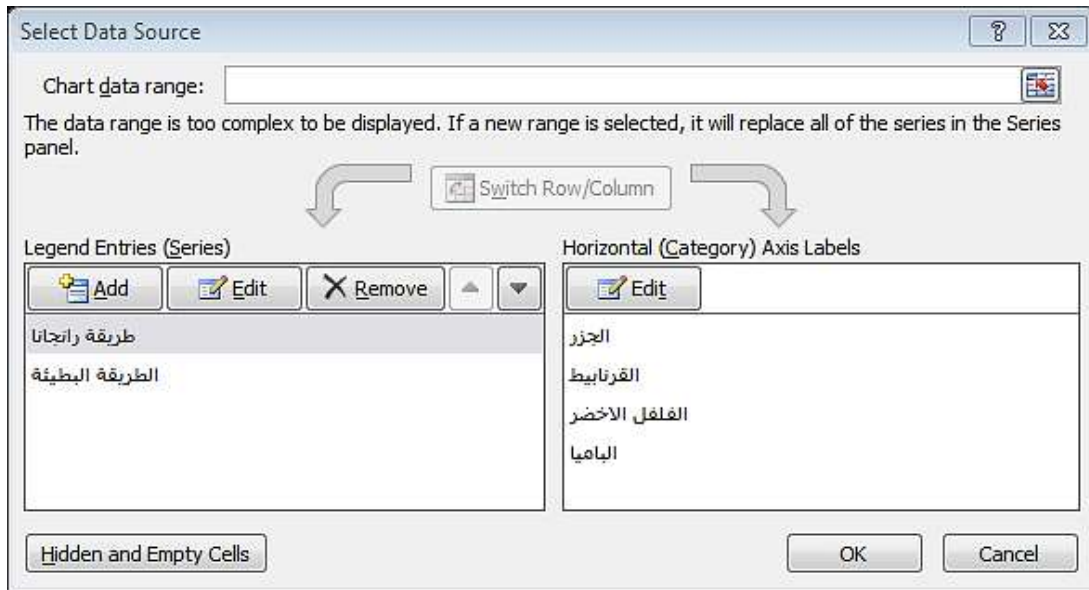 Select Data Source
Chart data range:
The data range is too complex to be displayed. If a new range is selected, it will replace all of the series in the Series
panel.
Switch Row/Column
Legend Entries (Series)
Horizontal (Category) Axis Labels
Add Edit Remove
Edit
طريقة رانجانا
الطريقة البطيئة
الجزر
القرنابيط
الفلفل الاخضر
الباميا
Hidden and Empty Cells
OK
Cancel